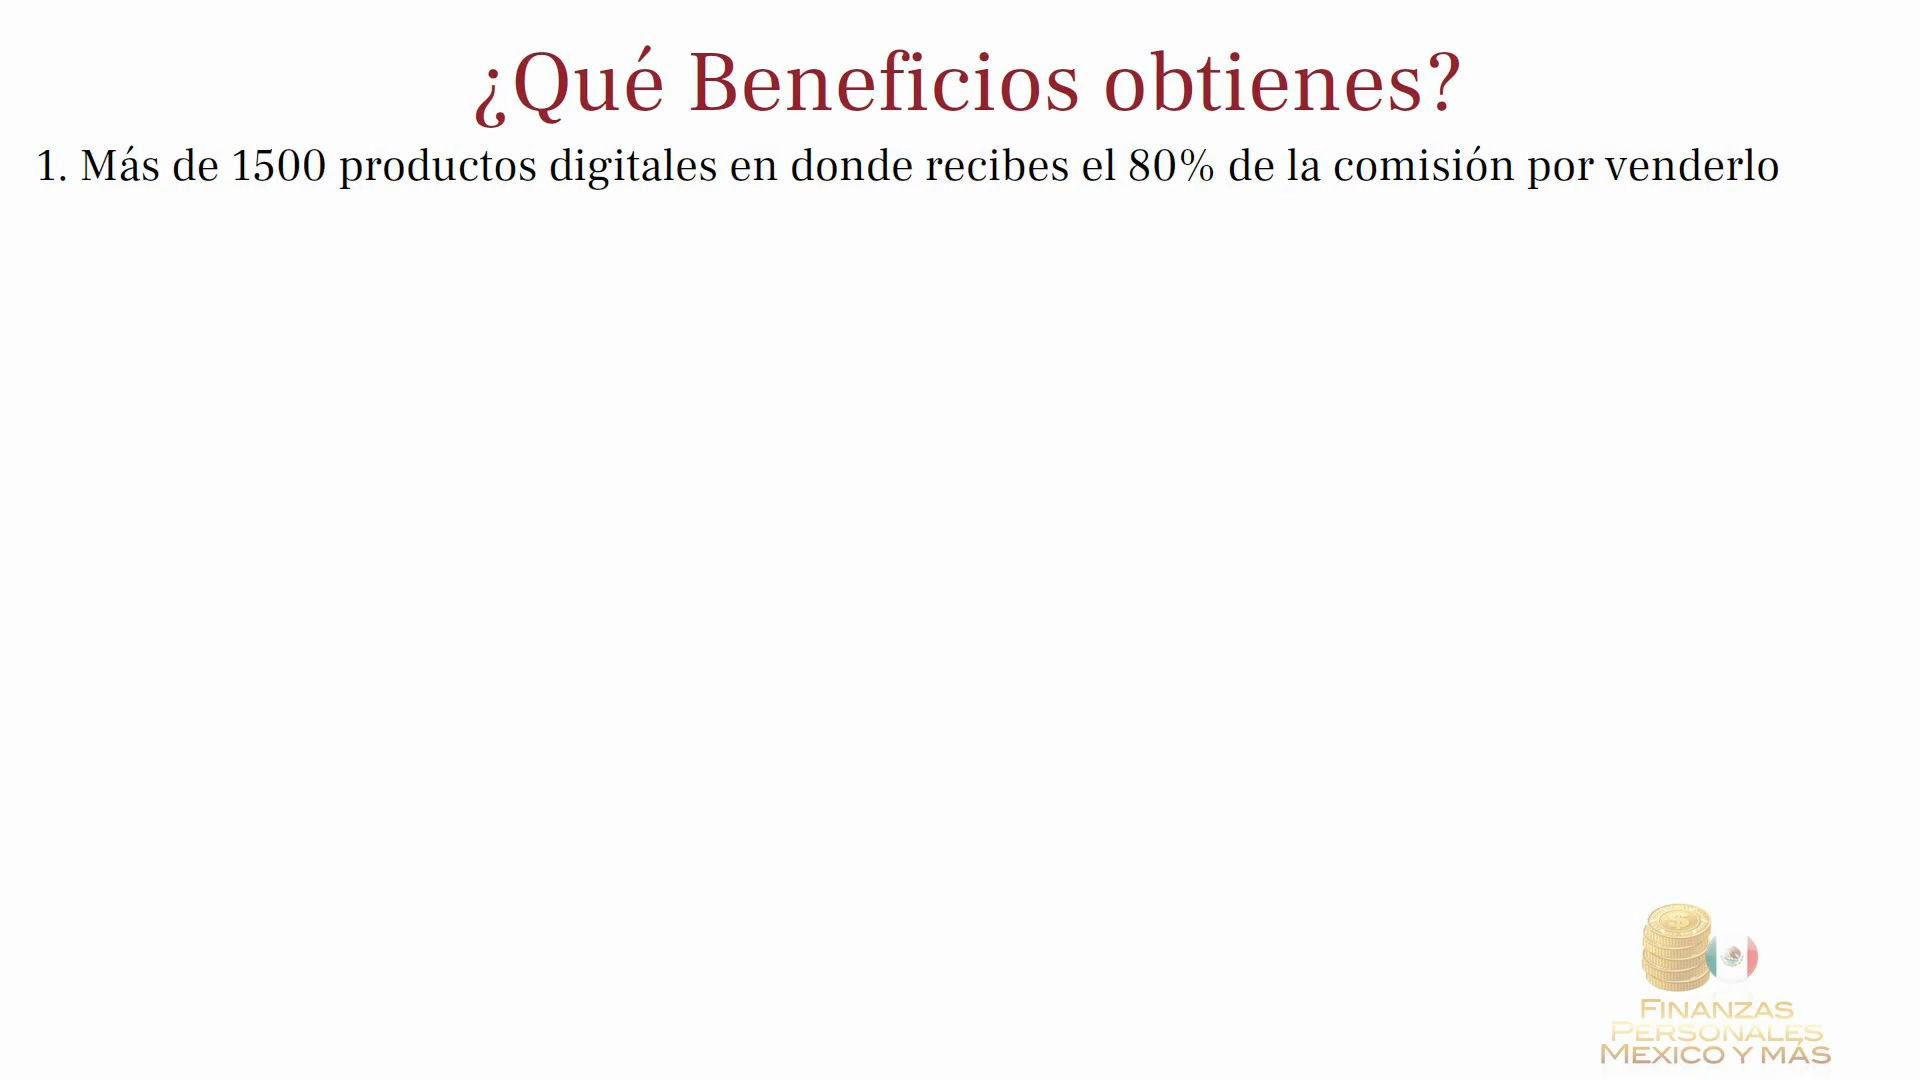 ¿Qué Beneficios obtienes?
1. Más de 1500 productos digitales en donde recibes el 80% de la comisión por venderlo
FINANZAS
PERSONALES
MEXICO Y MÁS